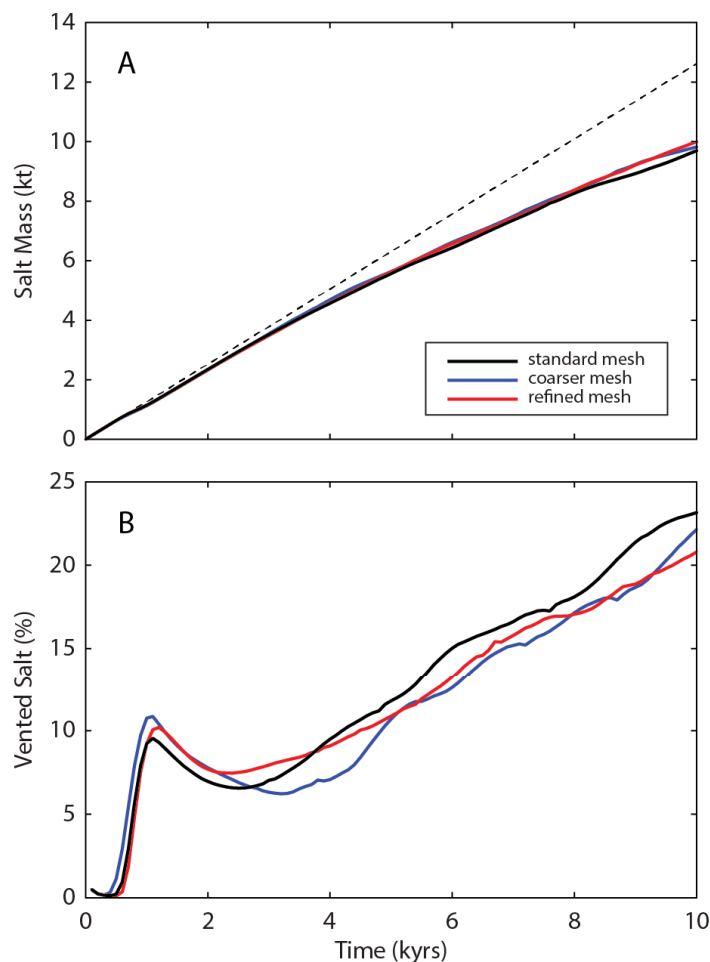 14
A
12
10
8
6
4
2
0
Salt Mass (kt)
standard mesh
coarser mesh
refined mesh
25
B
20
15
10
5
0
Vented Salt (%)
0 2 4 6 8 10
Time (kyrs)